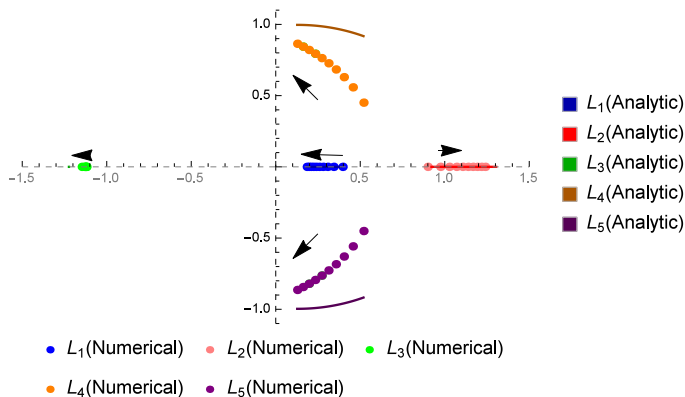 1.0
0.5
−1.5
−1.0
−0.5
0.5
1.0
1.5
−0.5
−1.0
L1(Analytic)
L2(Analytic)
L3(Analytic)
L4(Analytic)
L5(Analytic)
L1(Numerical) L2(Numerical) L3(Numerical)
L4(Numerical) L5(Numerical)